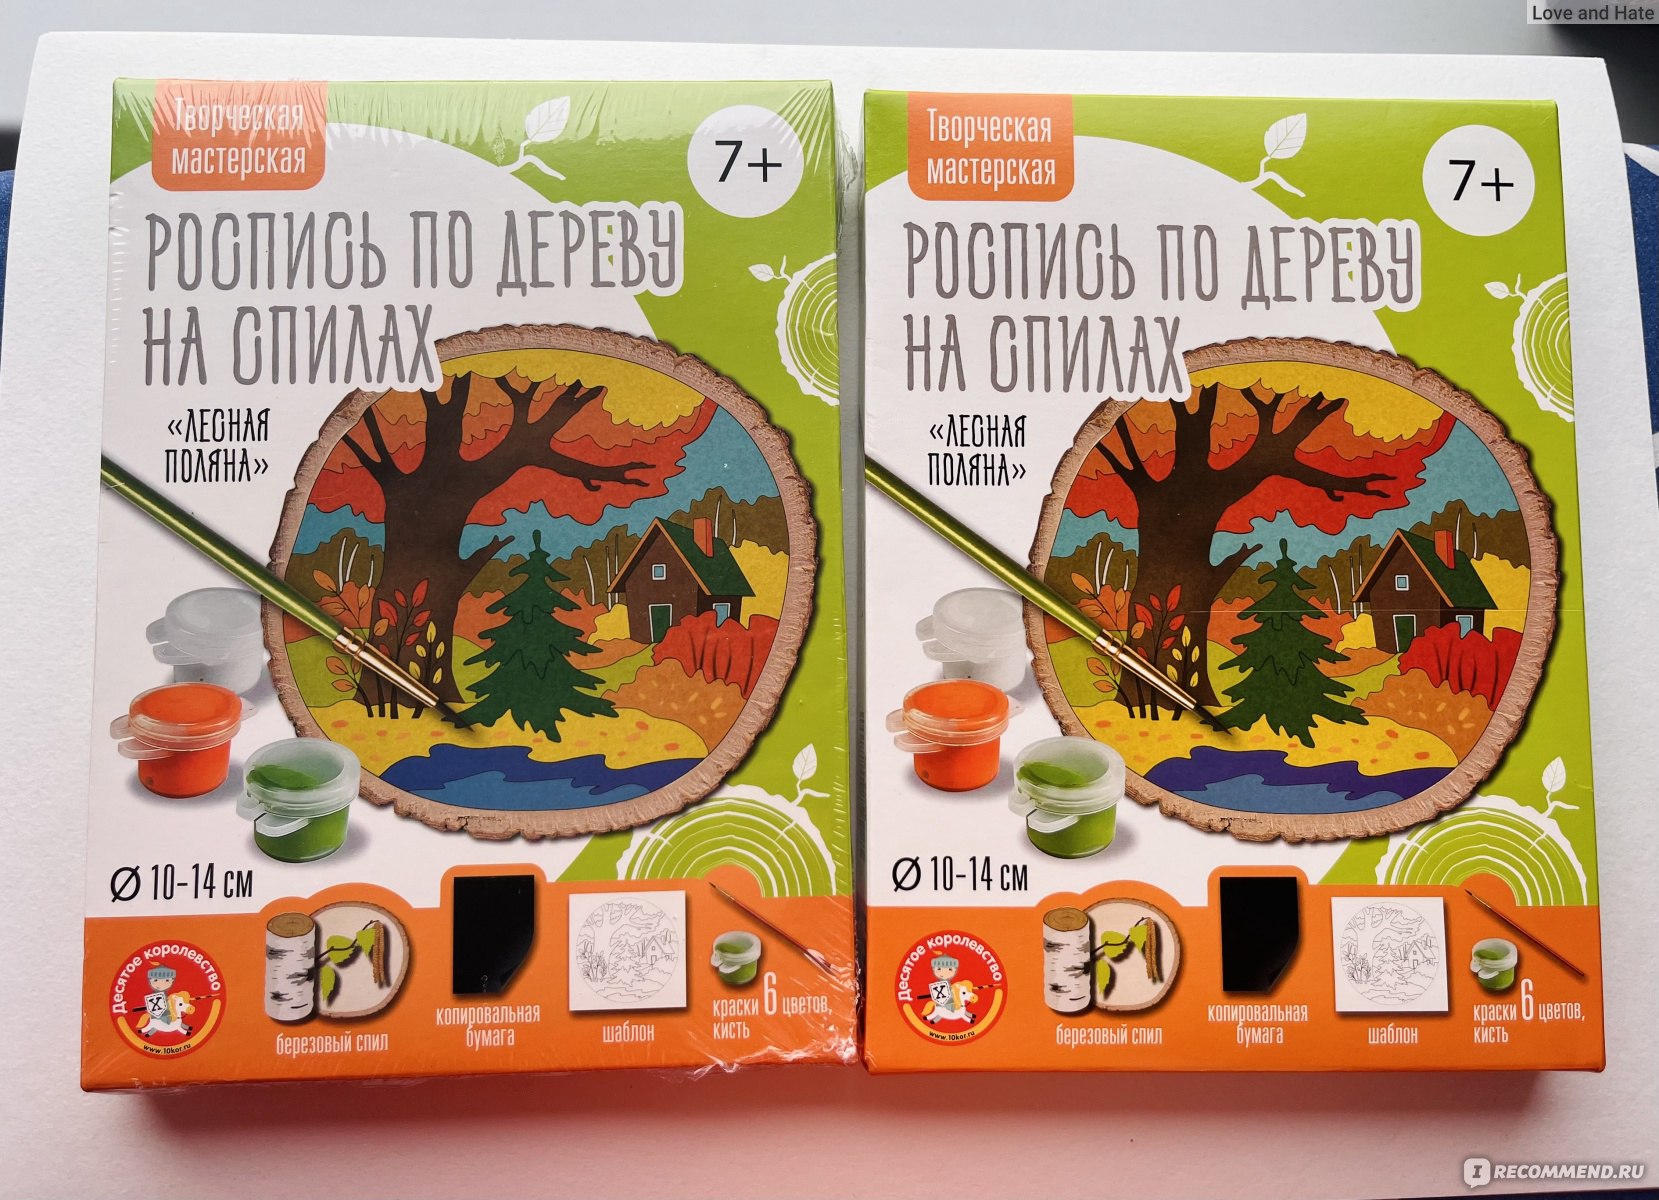 Love and Hate
Творческая
мастерская
7+
РОСПИСЬ ПО ДЕРЕВУ
НА СПИЛАХ
«ЛЕСНАЯ
ПОЛЯНА»
Ø 10-14 см
Десятое королевство
www.10kor.ru
березовый спил
копировальная
бумага
шаблон
краски 6 цветов,
кисть
Творческая
мастерская
7+
РОСПИСЬ ПО ДЕРЕВУ
НА СПИЛАХ
«ЛЕСНАЯ
ПОЛЯНА»
Ø 10-14 см
Десятое королевство
www.10kor.ru
березовый спил
копировальная
бумага
шаблон
краски 6 цветов,
кисть
IRECOMMEND.RU